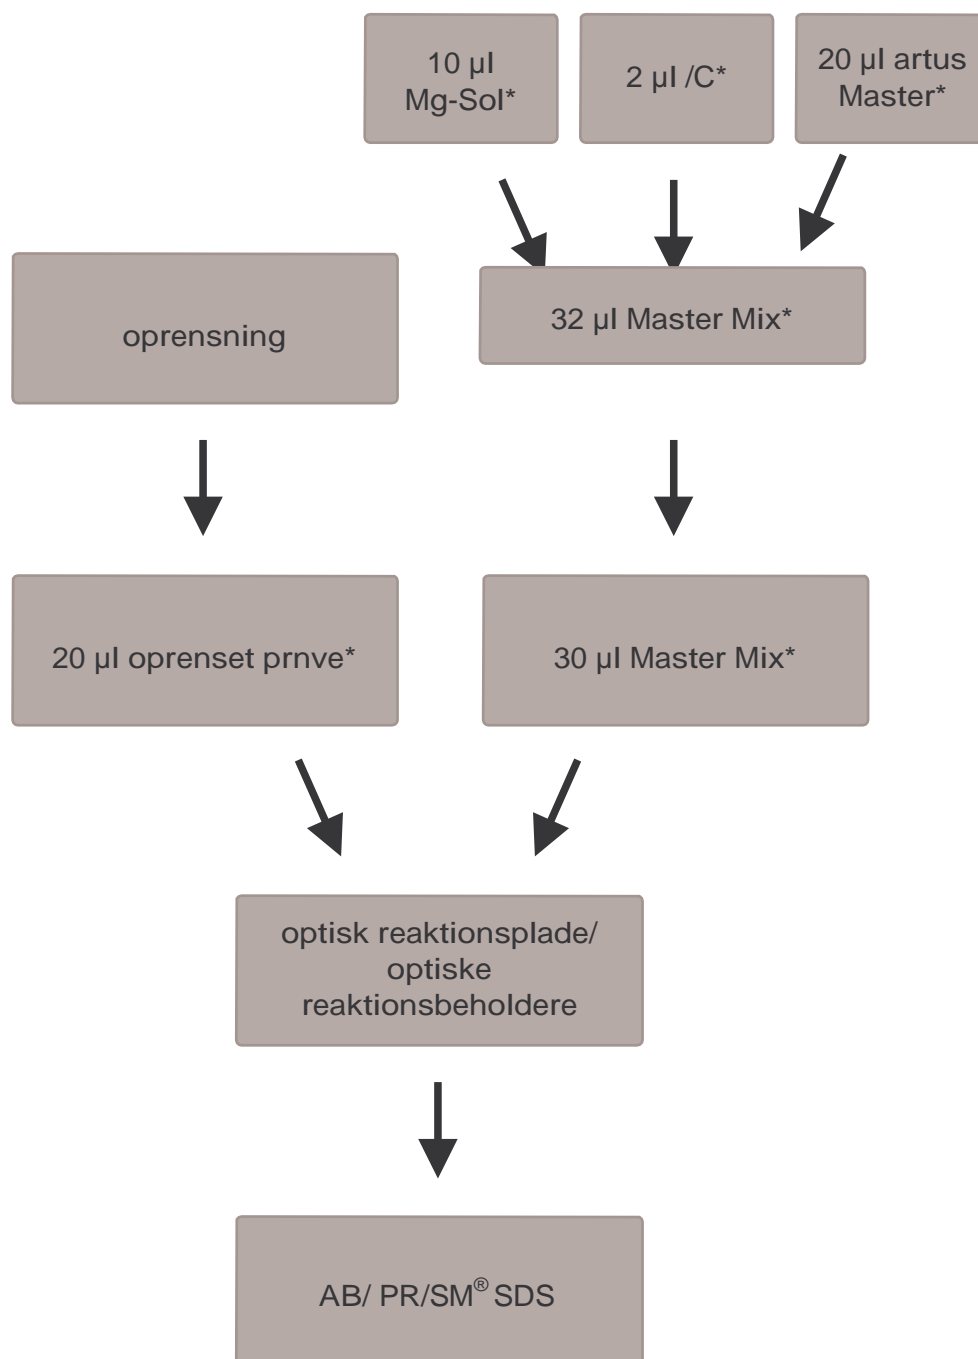 10 µl
Mg-Sol*
2 µl /C*
20 µl artus
Master*
oprensning
32 µl Master Mix*
20 µl oprenset prnve*
30 µl Master Mix*
optisk reaktionsplade/
optiske
reaktionsbeholdere
AB/ PR/SM® SDS